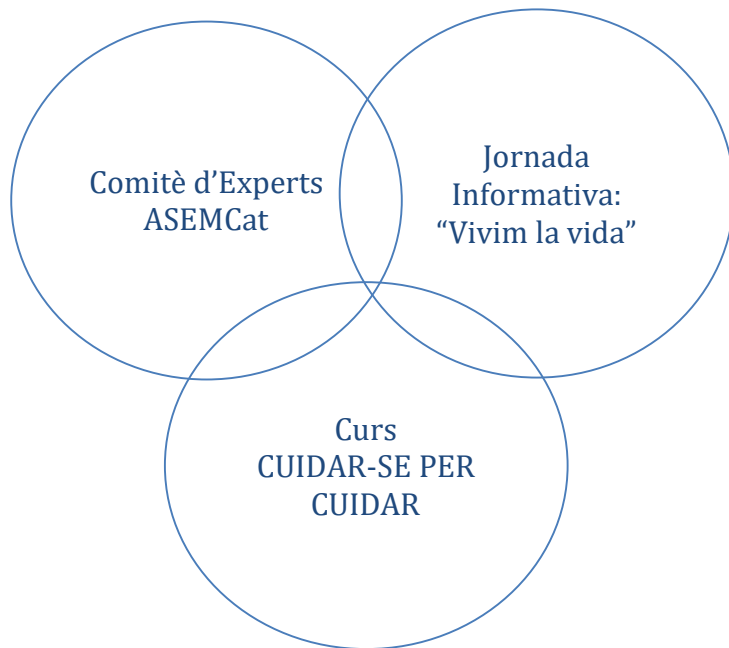 Comitè d’Experts
ASEMCat
Jornada
Informativa:
“Vivim la vida”
Curs
CUIDAR-SE PER
CUIDAR